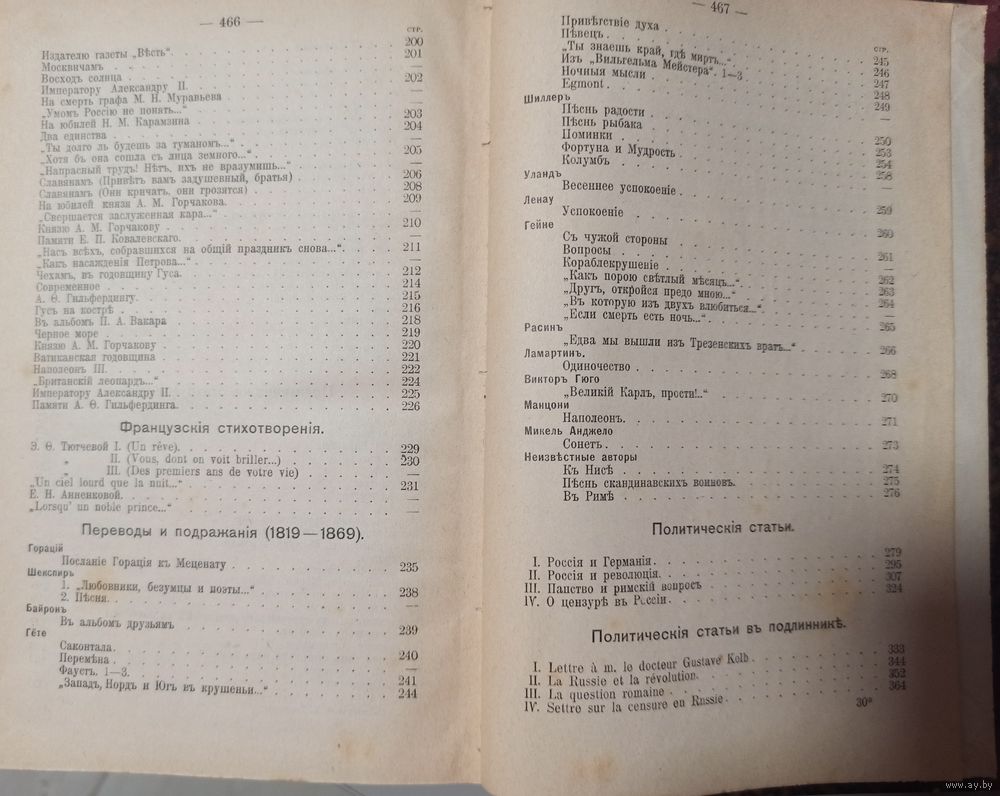 — 466 —
СТР.
Издателю газеты „Вѣсть“. 200
Москвичамъ 201
Восходъ солнца —
Императору Александру II. 202
На смерть графа М. Н. Муравьева —
„Умомъ Россію не понять...“ —
На юбилей Н. М. Карамзина 203
Два единства 204
„Ты долго ль будешь за туманомъ...“ —
„Хотя бъ она сошла съ лица земного...“ 205
„Напрасный трудъ! Нѣтъ, ихъ не вразумишь...“ —
Славянамъ (Привѣтъ вамъ задушевный, братья) 206
Славянамъ (Они кричатъ, они грозятся) 208
На юбилей князя А. М. Горчакова. 209
„Свершается заслуженная кара...“ —
Князю А. М. Горчакову 210
Памяти Е. П. Ковалевскаго. —
„Насъ всѣхъ, собравшихся на общій праздникъ снова...“. 211
„Какъ насажденія Петрова...“ —
Чехамъ, въ годовщину Гуса. 212
Современное 214
А. Ѳ. Гильфердингу. 215
Гусъ на кострѣ 216
Въ альбомъ П. А. Вакара 218
Черное море 219
Князю А. М. Горчакову 220
Ватиканская годовщина 221
Наполеонъ III. 222
„Британскій леопардъ...“ 224
Императору Александру II. 225
Памяти А. Ѳ. Гильфердинга. 226
Французскія стихотворенія.
Э. Ѳ. Тютчевой I. (Un rêve). 229
„ II. (Vous, dont on voit briller...) 230
„ III. (Des premiers ans de votre vie) —
„Un ciel lourd que la nuit...“ 231
Е. Н. Анненковой. —
„Lorsqu' un noble prince...“ —
Переводы и подражанія (1819—1869).
Горацій
Посланіе Горація къ Меценату 235
Шекспиръ
1. „Любовники, безумцы и поэты...“ 238
2. Пѣсня. —
Байронъ
Въ альбомъ друзьямъ 239
Гёте
Саконтала. —
Перемѣна 240
Фаустъ. 1—3. —
„Западъ, Нордъ и Югъ въ крушеньи...“ 241
244
— 467 —
СТР.
Привѣтствіе духа
Пѣвецъ. 245
„Ты знаешь край, гдѣ миртъ...“. 246
Изъ „Вильгельма Мейстера“. 1—3 247
Ночныя мысли 248
Egmont. 249
Шиллеръ
Пѣснь радости —
Пѣснь рыбака 250
Поминки 253
Фортуна и Мудрость 254
Колумбъ 258
Уландъ
Весеннее успокоеніе —
Ленау
Успокоеніе 259
Гейне
Съ чужой стороны 260
Вопросы 261
Кораблекрушеніе —
„Какъ порою свѣтлый мѣсяцъ...“. 262
„Другъ, откройся предо мною...“ 263
„Въ которую изъ двухъ влюбиться...“. 264
„Если смерть есть ночь...“. —
Расинъ 265
„Едва мы вышли изъ Трезенскихъ вратъ...“
Ламартинъ. 266
Одиночество
Викторъ Гюго 268
„Великій Карлъ, прости!..“
Манцони 270
Наполеонъ. 271
Микель Анджело
Сонетъ. 273
Неизвѣстные авторы
Къ Нисѣ 274
Пѣснь скандинавскихъ воиновъ. 275
Въ Римѣ 276
Политическія статьи.
I. Россія и Германія. 279
II. Россія и революція. 295
III. Папство и римскій вопросъ 307
IV. О цензурѣ въ Россіи. 324
Политическія статьи въ подлинникѣ.
I. Lettre à m. le docteur Gustave Kolb 333
II. La Russie et la révolution. 344
III. La question romaine 352
IV. Settre sur la censure en Russie 364
30*
www.ay.by